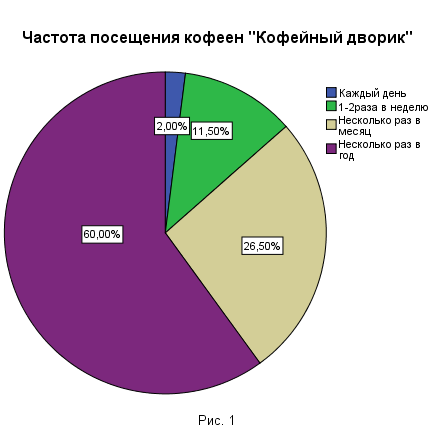 Частота посещения кофеен "Кофейный дворик"
Каждый день
1-2раза в неделю
Несколько раз в
месяц
Несколько раз в
год
2,00%
11,50%
26,50%
60,00%
Рис. 1